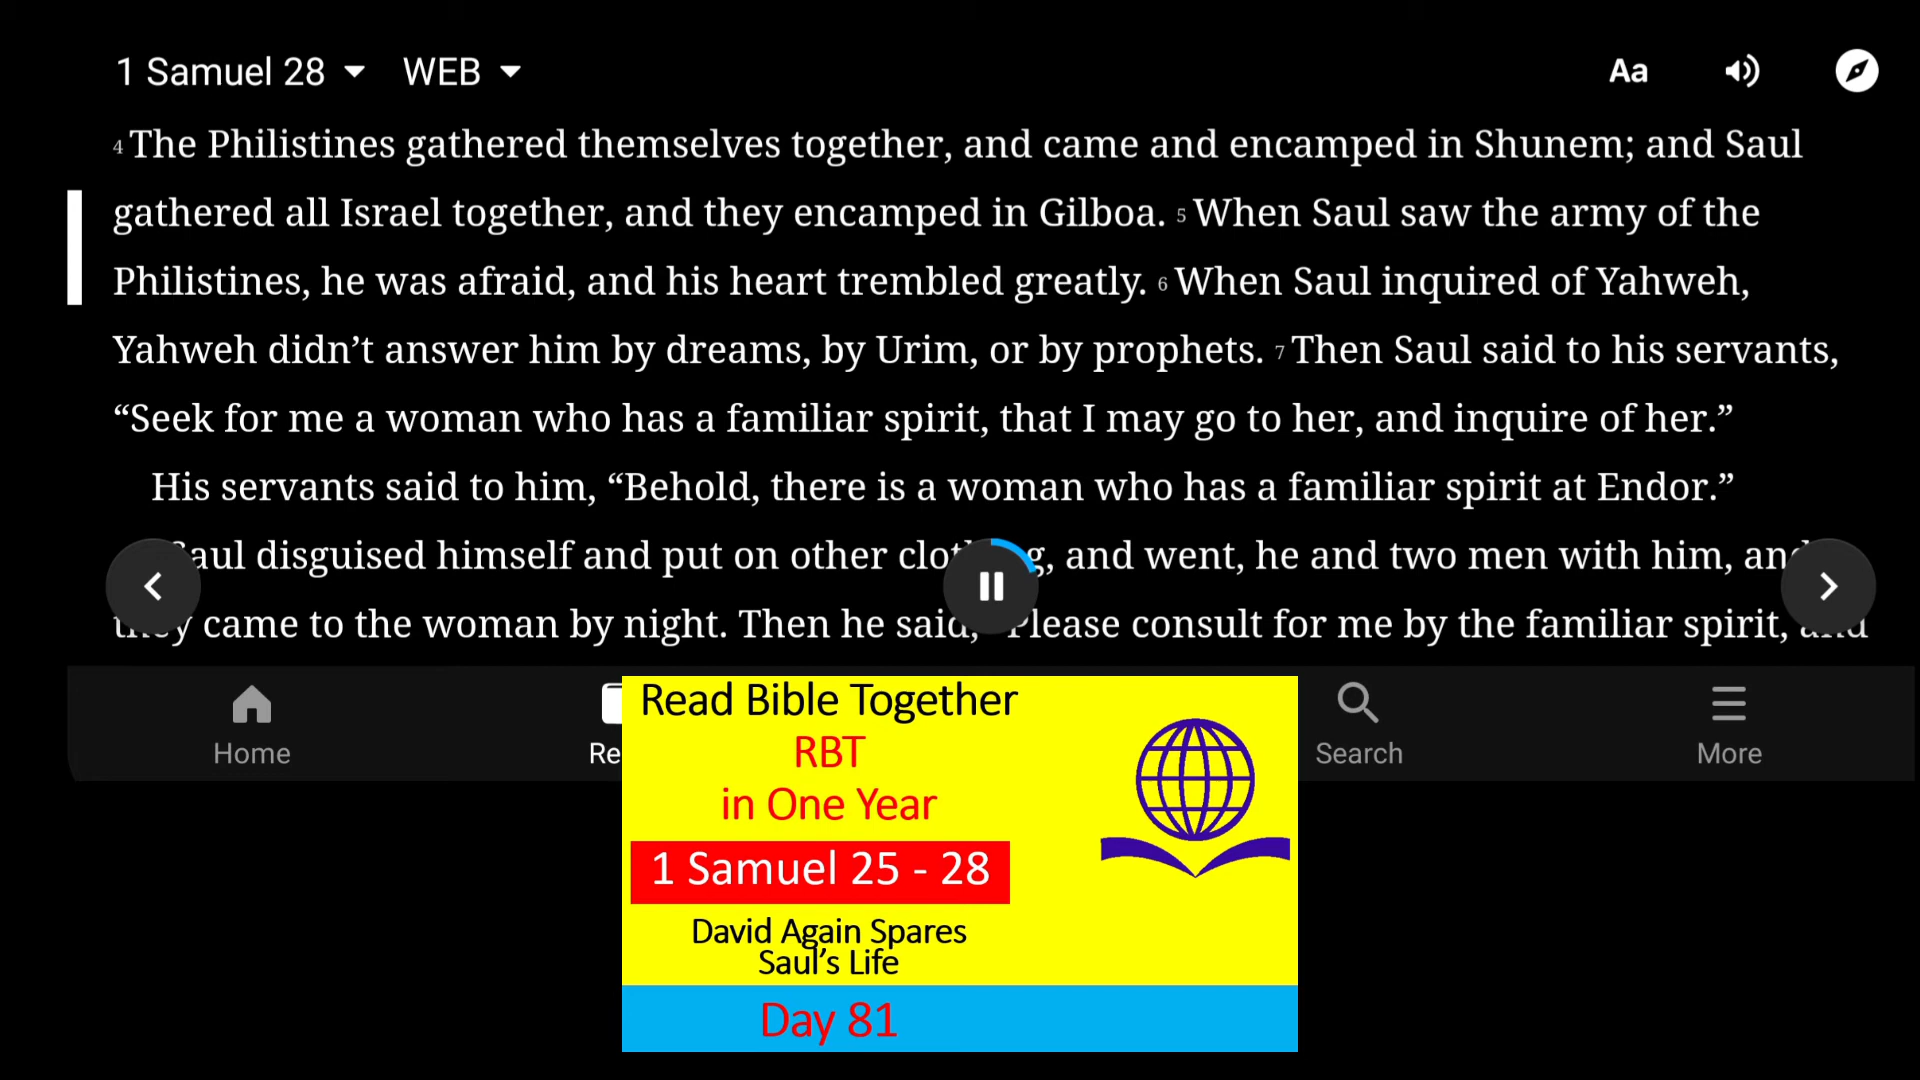 1 Samuel 28 WEB Aa
4 The Philistines gathered themselves together, and came and encamped in Shunem; and Saul
gathered all Israel together, and they encamped in Gilboa. 5 When Saul saw the army of the
Philistines, he was afraid, and his heart trembled greatly. 6 When Saul inquired of Yahweh,
Yahweh didn’t answer him by dreams, by Urim, or by prophets. 7 Then Saul said to his servants,
“Seek for me a woman who has a familiar spirit, that I may go to her, and inquire of her.”
His servants said to him, “Behold, there is a woman who has a familiar spirit at Endor.”
Saul disguised himself and put on other clothing, and went, he and two men with him, and
they came to the woman by night. Then he said, “Please consult for me by the familiar spirit, and
Home Re Search More
Read Bible Together
RBT
in One Year
1 Samuel 25 - 28
David Again Spares
Saul’s Life
Day 81